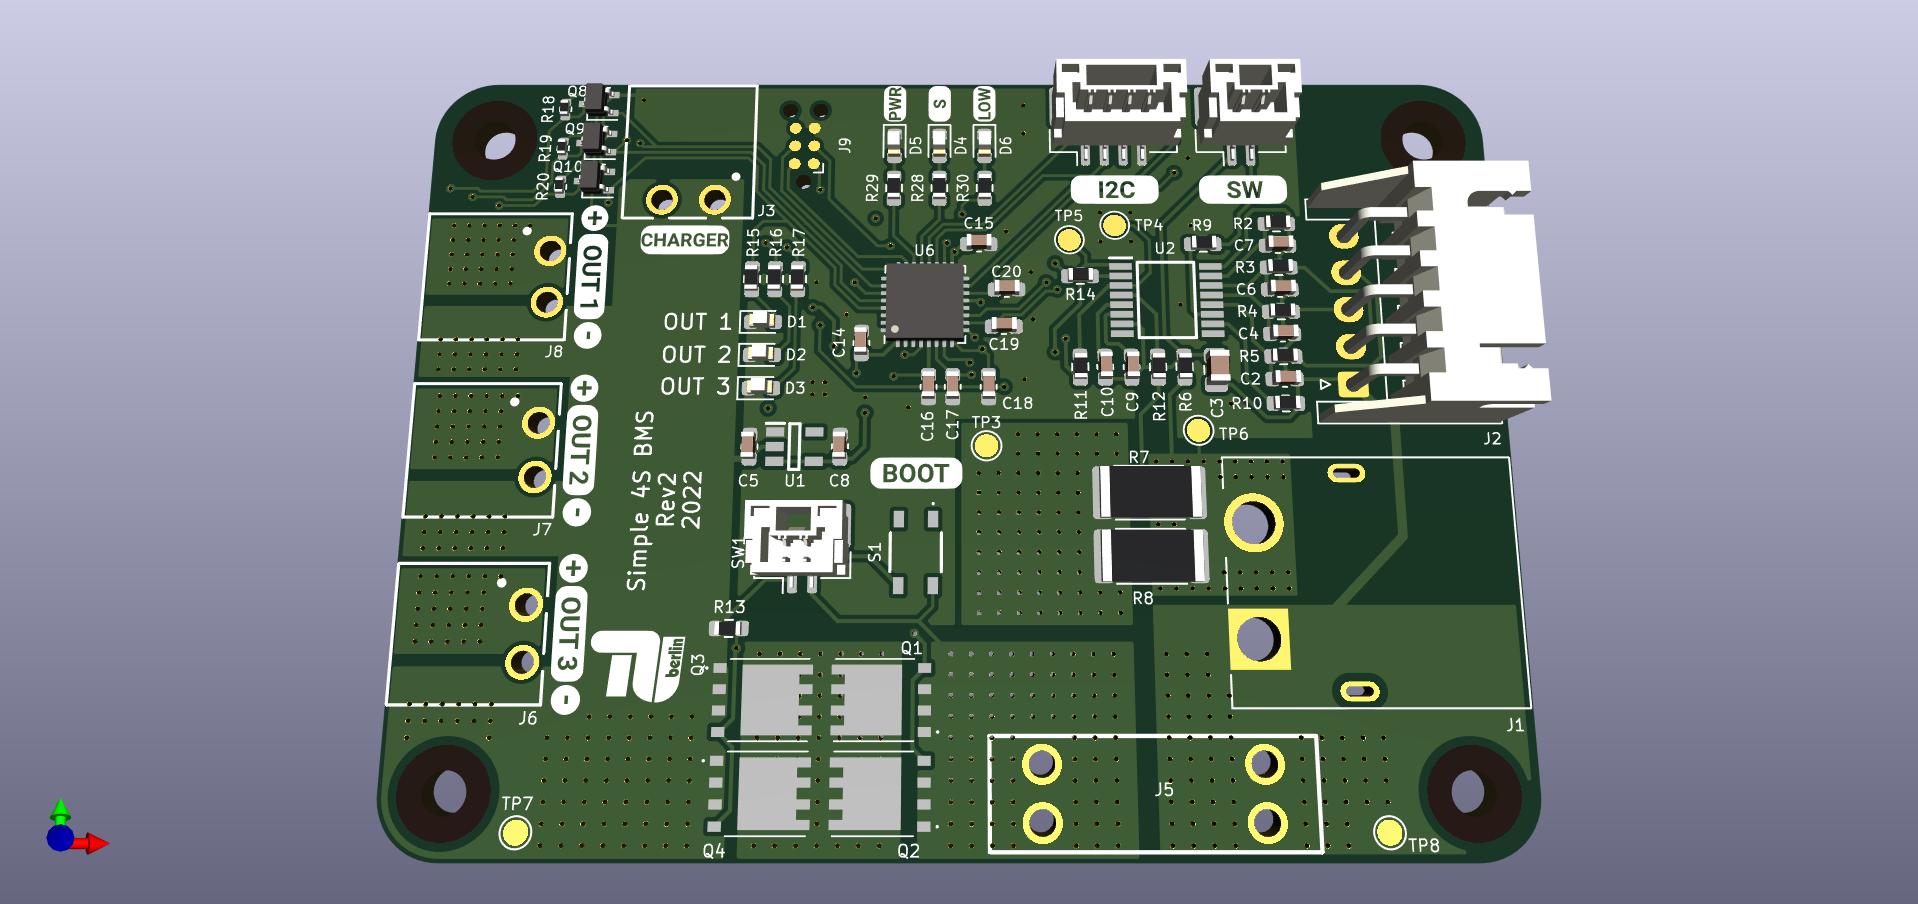 Q8
R18
Q9
R19
Q10
R20
PWR
S
LOW
J9
D5
D4
D6
R29
R28
R30
I2C
SW
J3
CHARGER
TP5
TP4
R9
R2
C7
R3
C6
R4
C4
R5
C2
R10
U2
C15
U6
C20
R14
C19
C14
R15
R16
R17
+
OUT 1
-
J8
OUT 1
D1
OUT 2
D2
OUT 3
D3
C16
C17
C18
R11
C10
C9
R12
R6
C3
TP3
TP6
J2
+
OUT 2
-
J7
Simple 4S BMS
Rev2
2022
C5
U1
C8
BOOT
R7
SW1
S1
R8
+
OUT 3
-
J6
R13
berlin
Q3
Q1
J1
J5
TP7
Q4
Q2
TP8